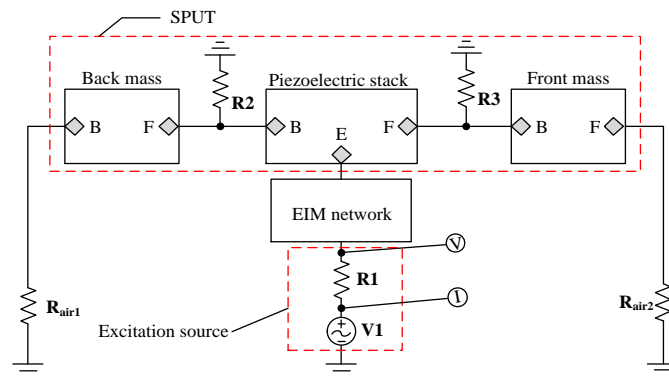 SPUT
Back mass
Piezoelectric stack
Front mass
R2
R3
B
F
B
F
B
F
E
EIM network
V
R1
I
V1
R_air1
R_air2
Excitation source